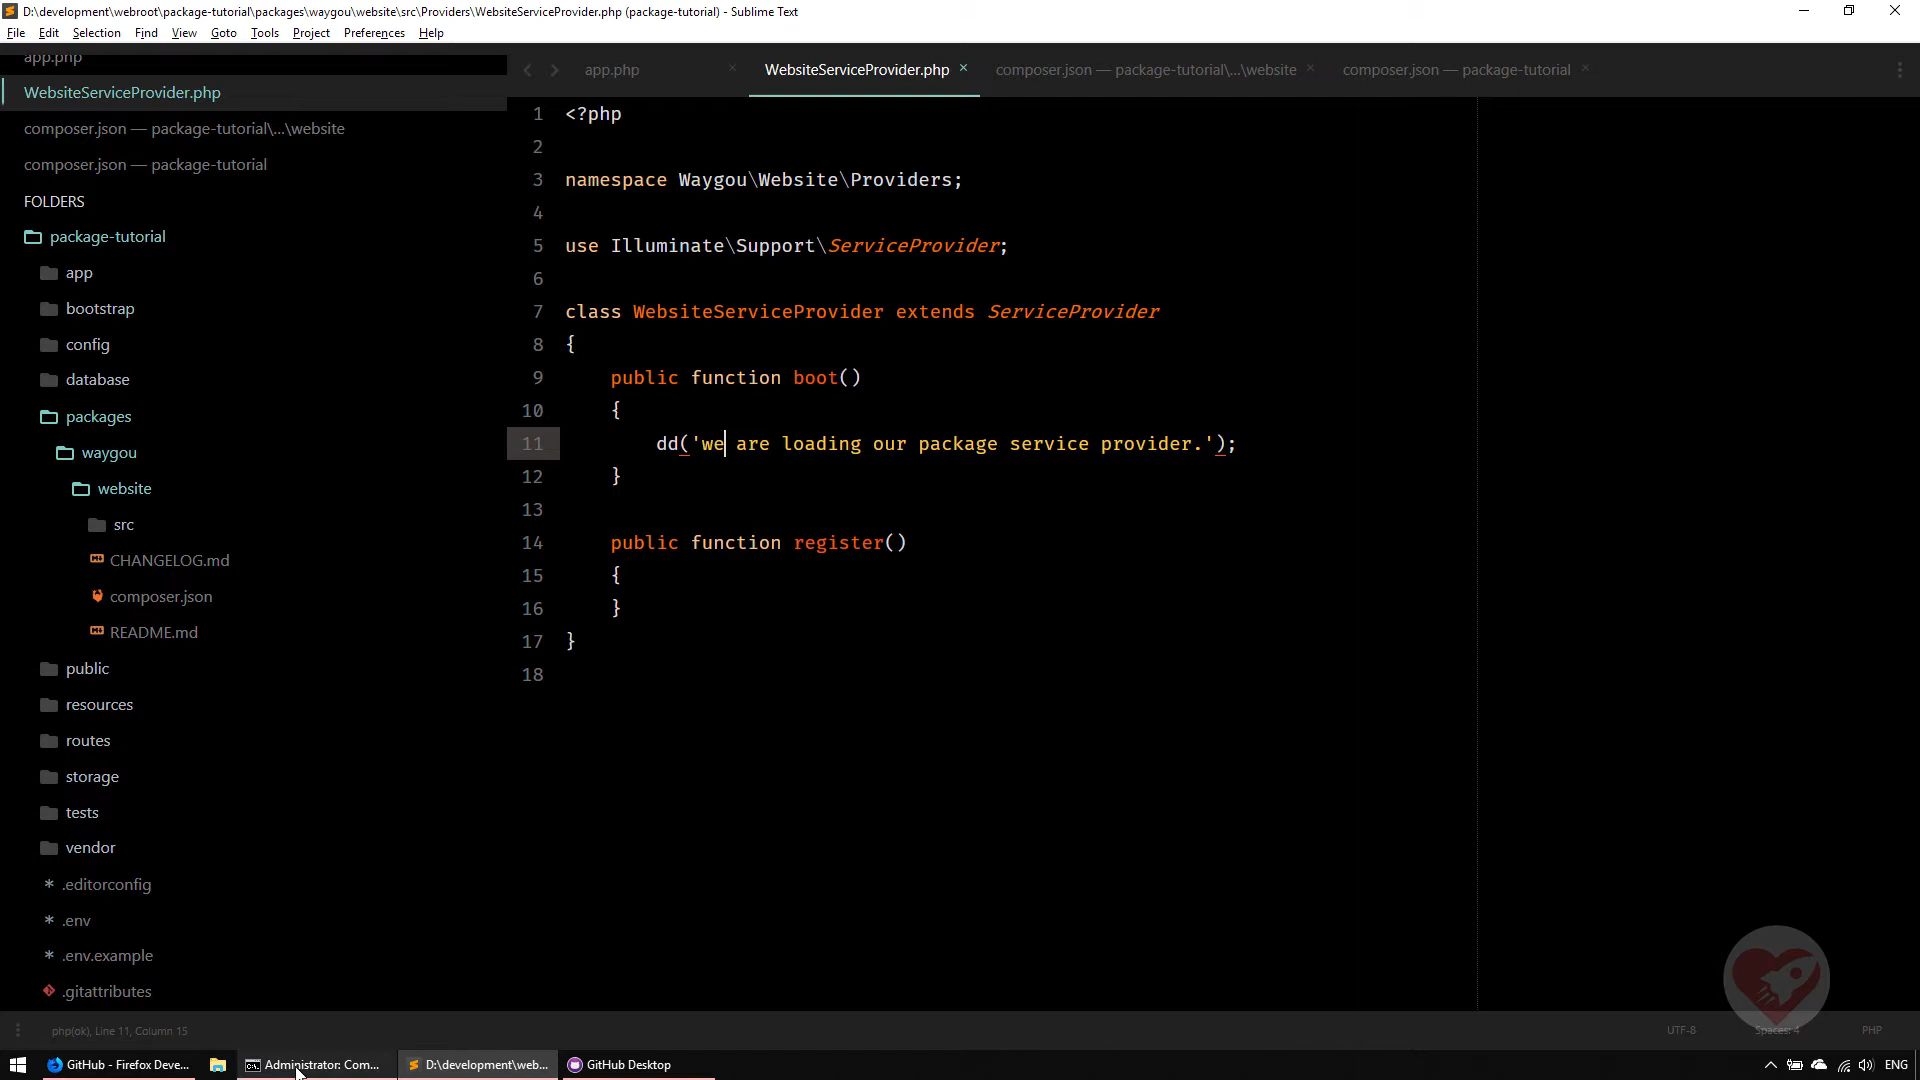 D:\development\webroot\package-tutorial\packages\waygou\website\src\Providers\WebsiteServiceProvider.php (package-tutorial) - Sublime Text
File Edit Selection Find View Goto Tools Project Preferences Help
app.php
WebsiteServiceProvider.php
composer.json — package-tutorial\...\website
composer.json — package-tutorial
FOLDERS
package-tutorial
app
bootstrap
config
database
packages
waygou
website
src
CHANGELOG.md
composer.json
README.md
public
resources
routes
storage
tests
vendor
.editorconfig
.env
.env.example
.gitattributes
app.php × WebsiteServiceProvider.php × composer.json — package-tutorial\...\website × composer.json — package-tutorial ×
1 <?php
2
3 namespace Waygou\Website\Providers;
4
5 use Illuminate\Support\ServiceProvider;
6
7 class WebsiteServiceProvider extends ServiceProvider
8 {
9 public function boot()
10 {
11 dd('we are loading our package service provider.');
12 }
13
14 public function register()
15 {
16 }
17 }
18
php(ok), Line 11, Column 15 UTF-8 Spaces: 4 PHP
GitHub - Firefox Deve... Administrator: Com... D:\development\web... GitHub Desktop ENG